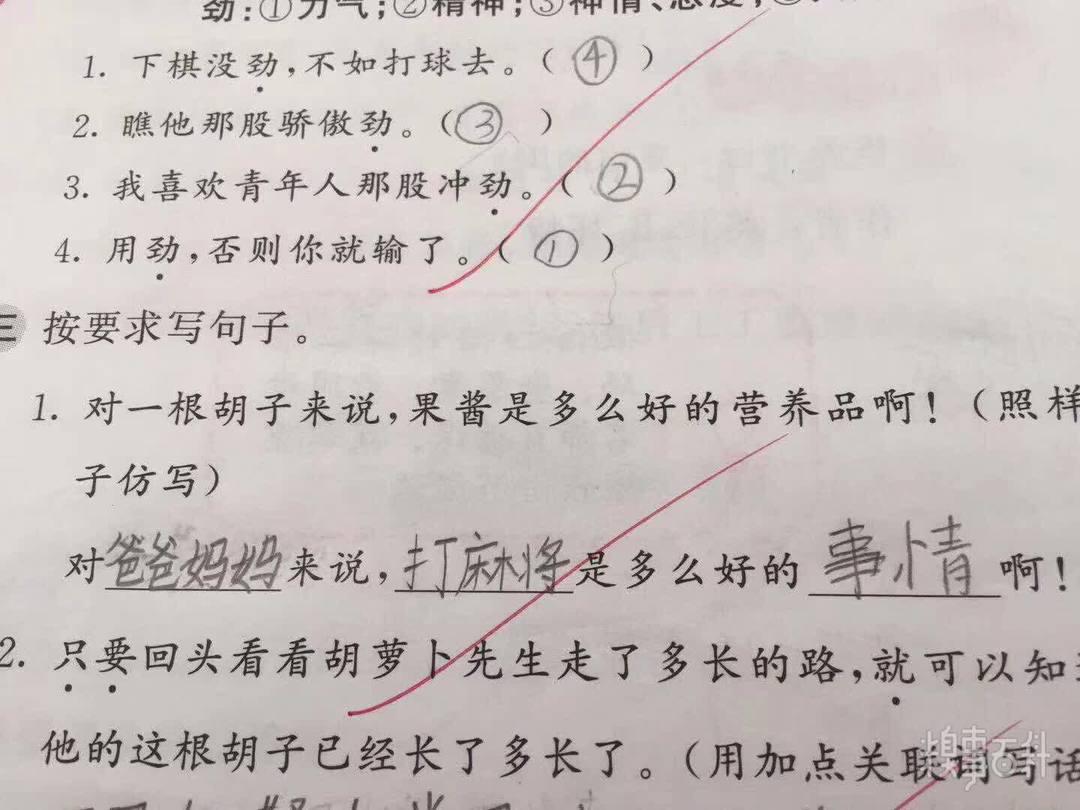 劲：①力气；②精神；③神情、态度；
1. 下棋没劲，不如打球去。（④）
2. 瞧他那股骄傲劲。（③）
3. 我喜欢青年人那股冲劲。（②）
4. 用劲，否则你就输了。（①）
三 按要求写句子。
1. 对一根胡子来说，果酱是多么好的营养品啊！（照样
子仿写）
对爸爸妈妈来说，打麻将是多么好的事情啊！
2. 只要回头看看胡萝卜先生走了多长的路，就可以知
他的这根胡子已经长了多长了。（用加点关联词写话
糗事百科